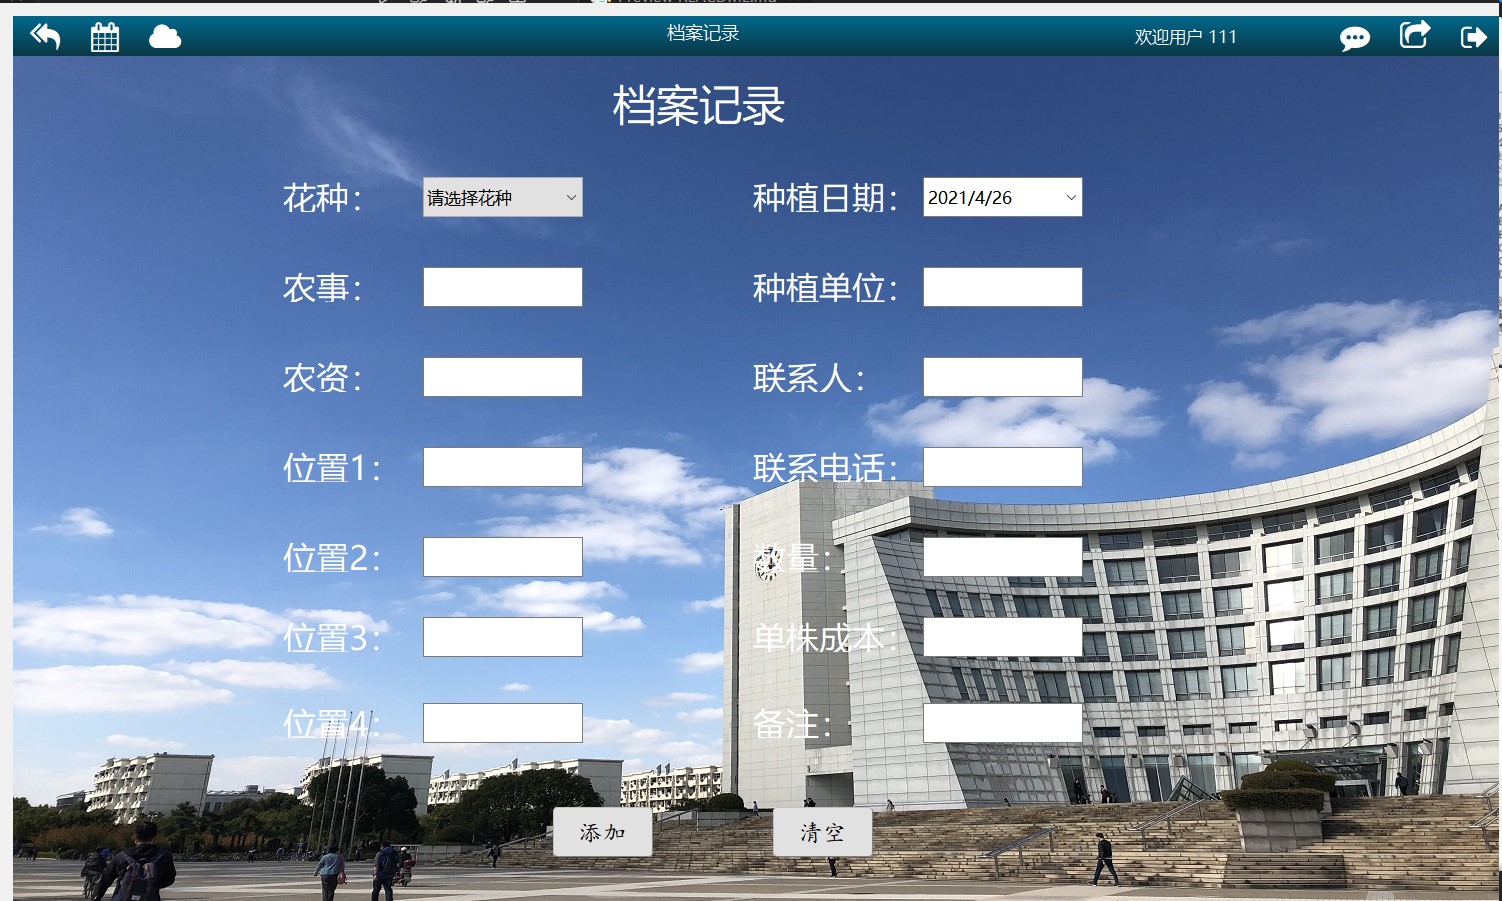 档案记录
欢迎用户 111
档案记录
花种： 请选择花种 种植日期： 2021/4/26
农事： 种植单位：
农资： 联系人：
位置1： 联系电话：
位置2： 数量：
位置3： 单株成本：
位置4： 备注：
添加 清空